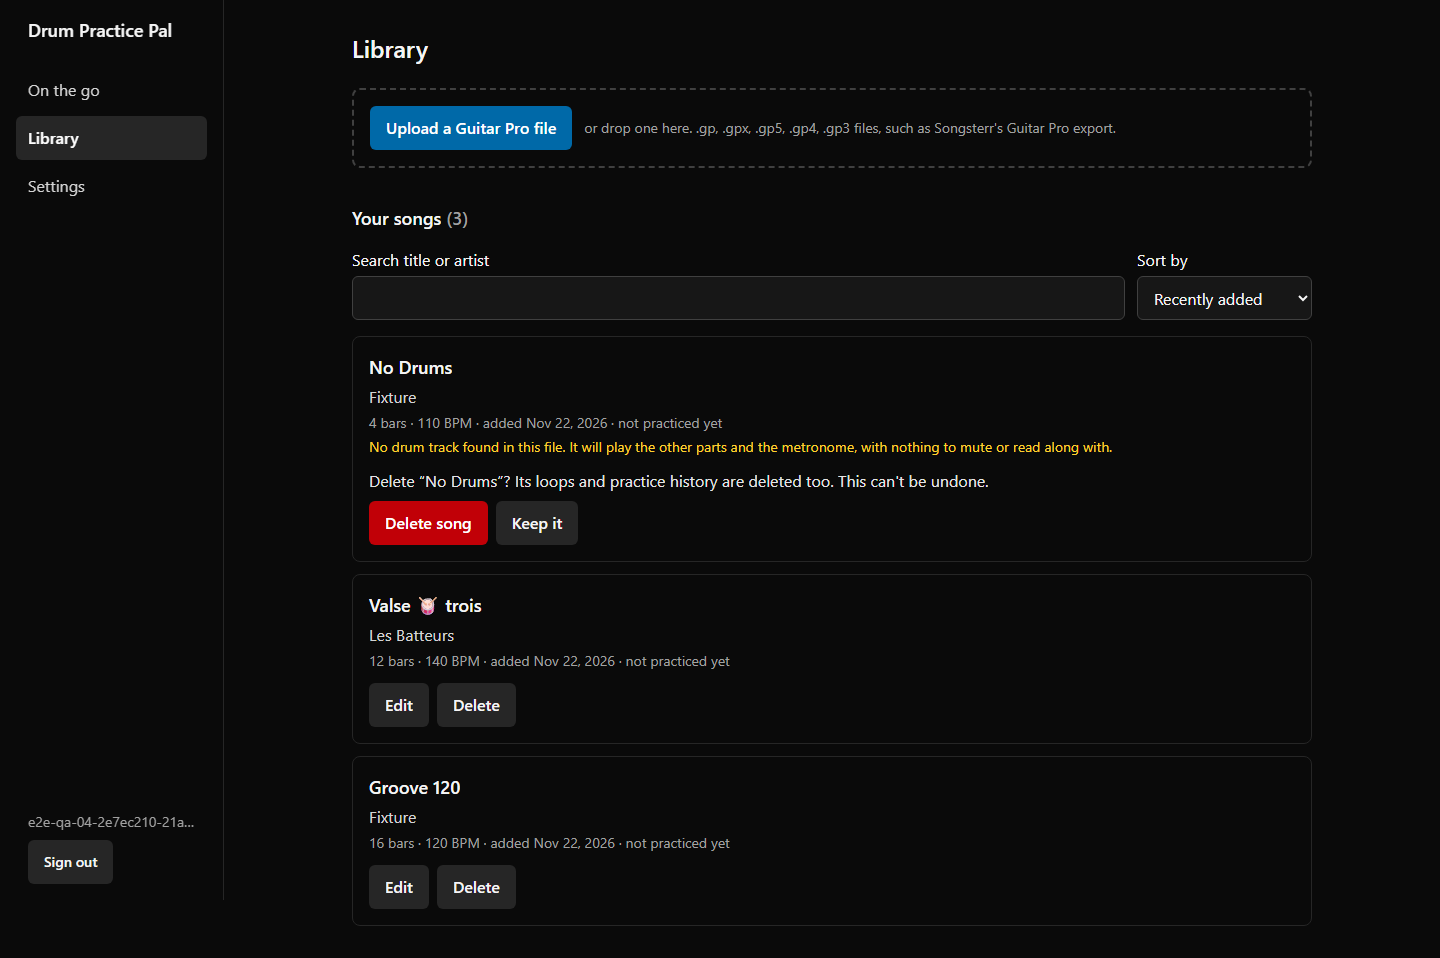 Drum Practice Pal
On the go
Library
Settings
e2e-qa-04-2e7ec210-21a...
Sign out
Library
Upload a Guitar Pro file
or drop one here. .gp, .gpx, .gp5, .gp4, .gp3 files, such as Songsterr's Guitar Pro export.
Your songs (3)
Search title or artist
Sort by
Recently added
No Drums
Fixture
4 bars · 110 BPM · added Nov 22, 2026 · not practiced yet
No drum track found in this file. It will play the other parts and the metronome, with nothing to mute or read along with.
Delete “No Drums”? Its loops and practice history are deleted too. This can't be undone.
Delete song
Keep it
Valse 🥁 trois
Les Batteurs
12 bars · 140 BPM · added Nov 22, 2026 · not practiced yet
Edit
Delete
Groove 120
Fixture
16 bars · 120 BPM · added Nov 22, 2026 · not practiced yet
Edit
Delete